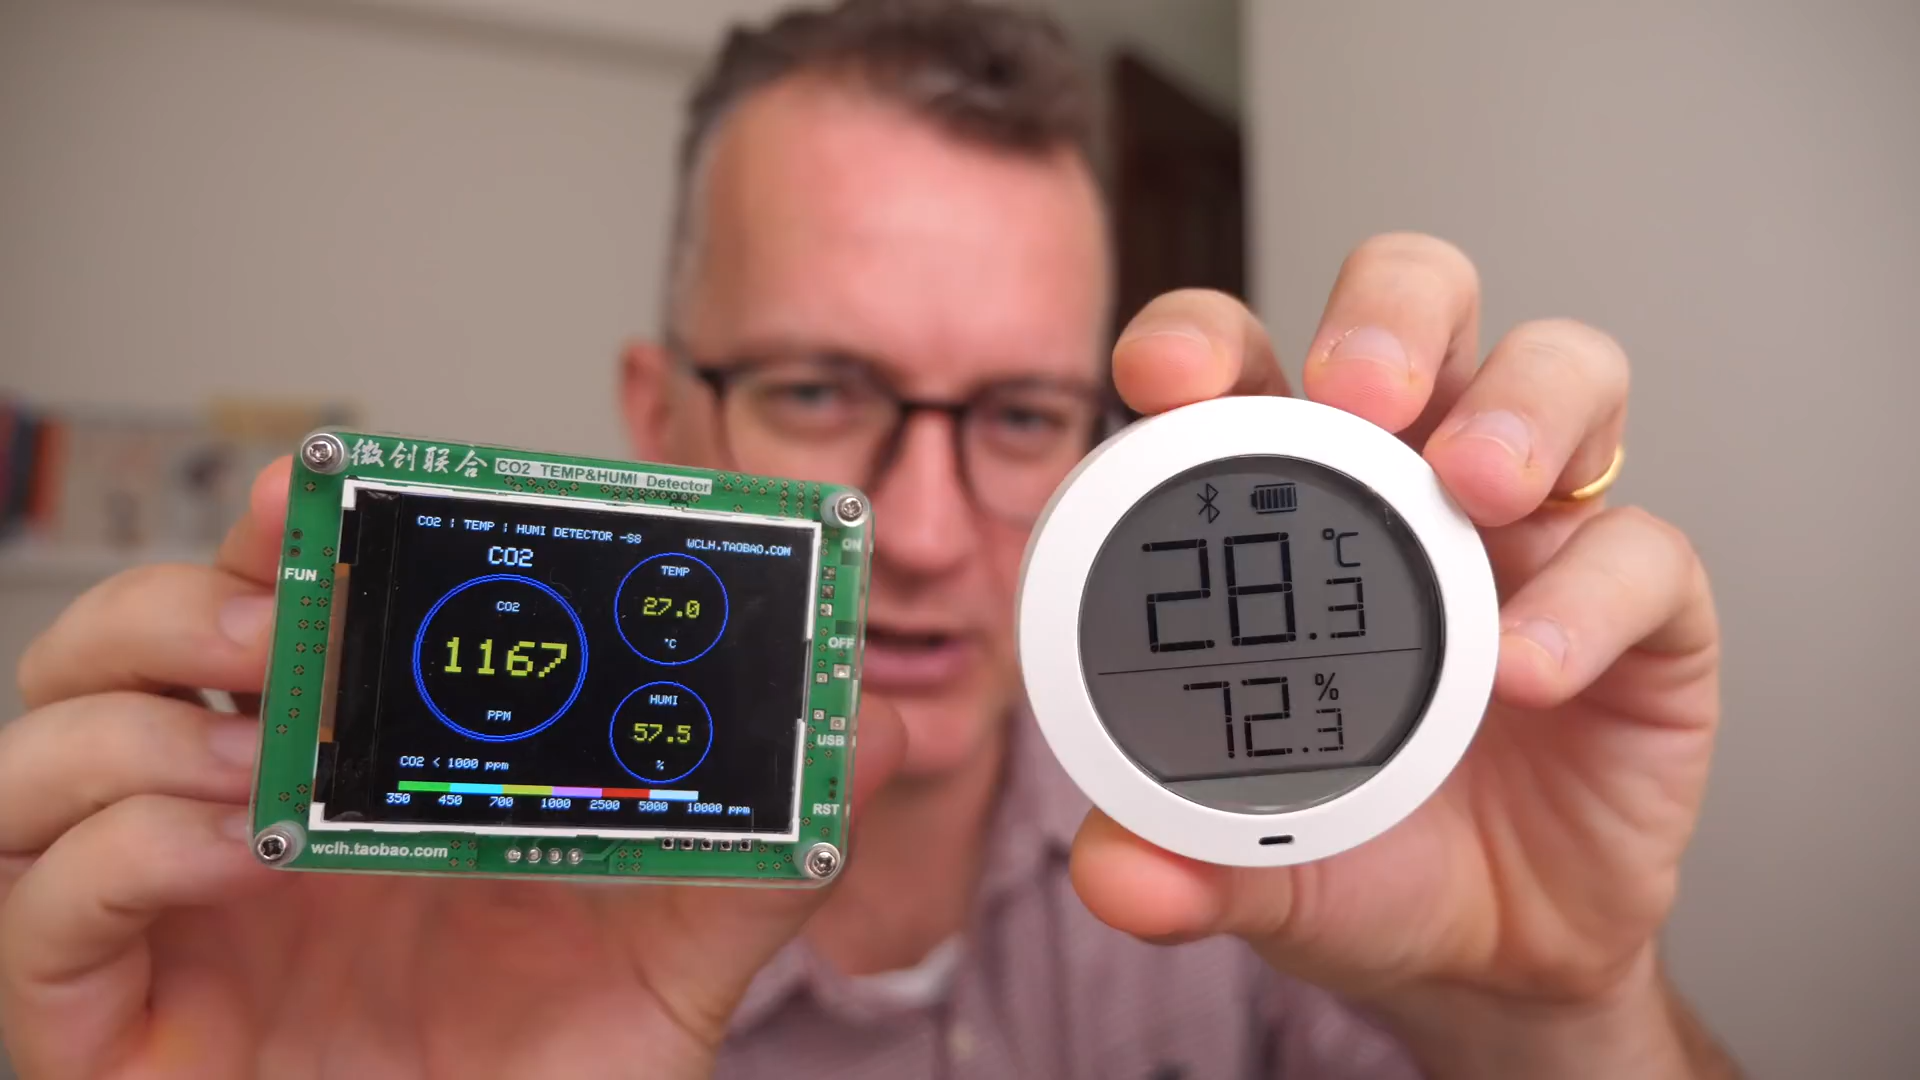 微创联合 CO2 TEMP&HUMI Detector
CO2 | TEMP | HUMI DETECTOR -S8
WCLH.TAOBAO.COM
CO2
CO2
1167
PPM
TEMP
27.0
℃
HUMI
57.5
%
CO2 < 1000 ppm
350 450 700 1000 2500 5000 10000 ppm
wclh.taobao.com
FUN
ON
OFF
USB
RST
28.3 ℃
72.3 %